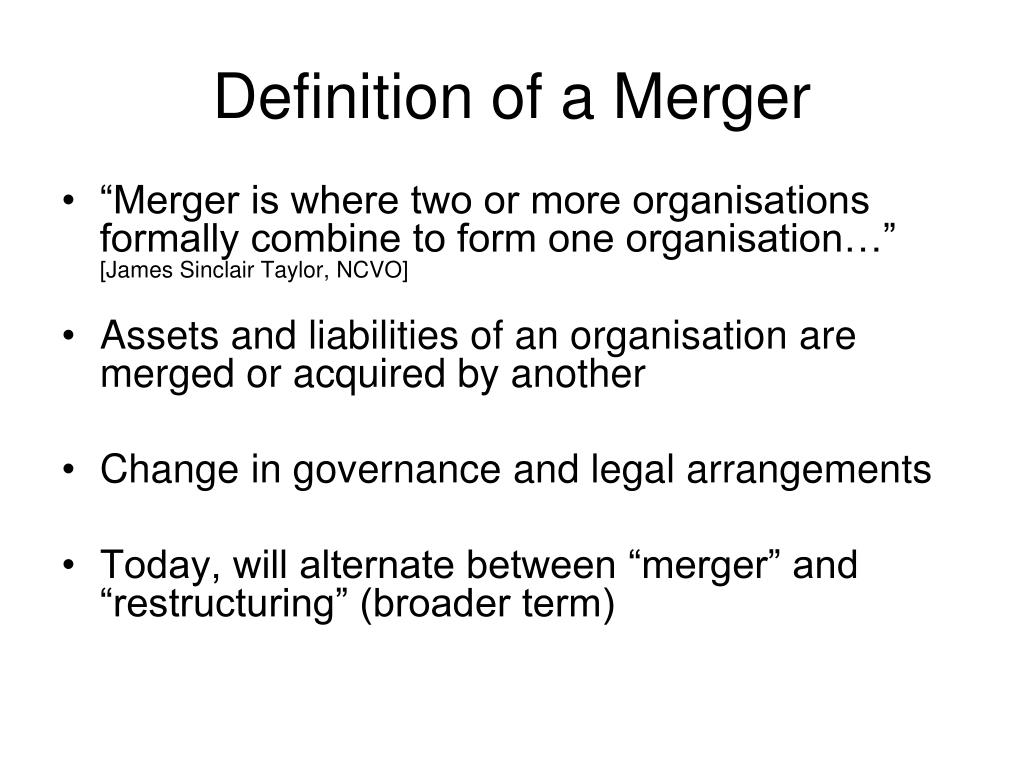 Definition of a Merger
• “Merger is where two or more organisations
formally combine to form one organisation…”
[James Sinclair Taylor, NCVO]
• Assets and liabilities of an organisation are
merged or acquired by another
• Change in governance and legal arrangements
• Today, will alternate between “merger” and
“restructuring” (broader term)